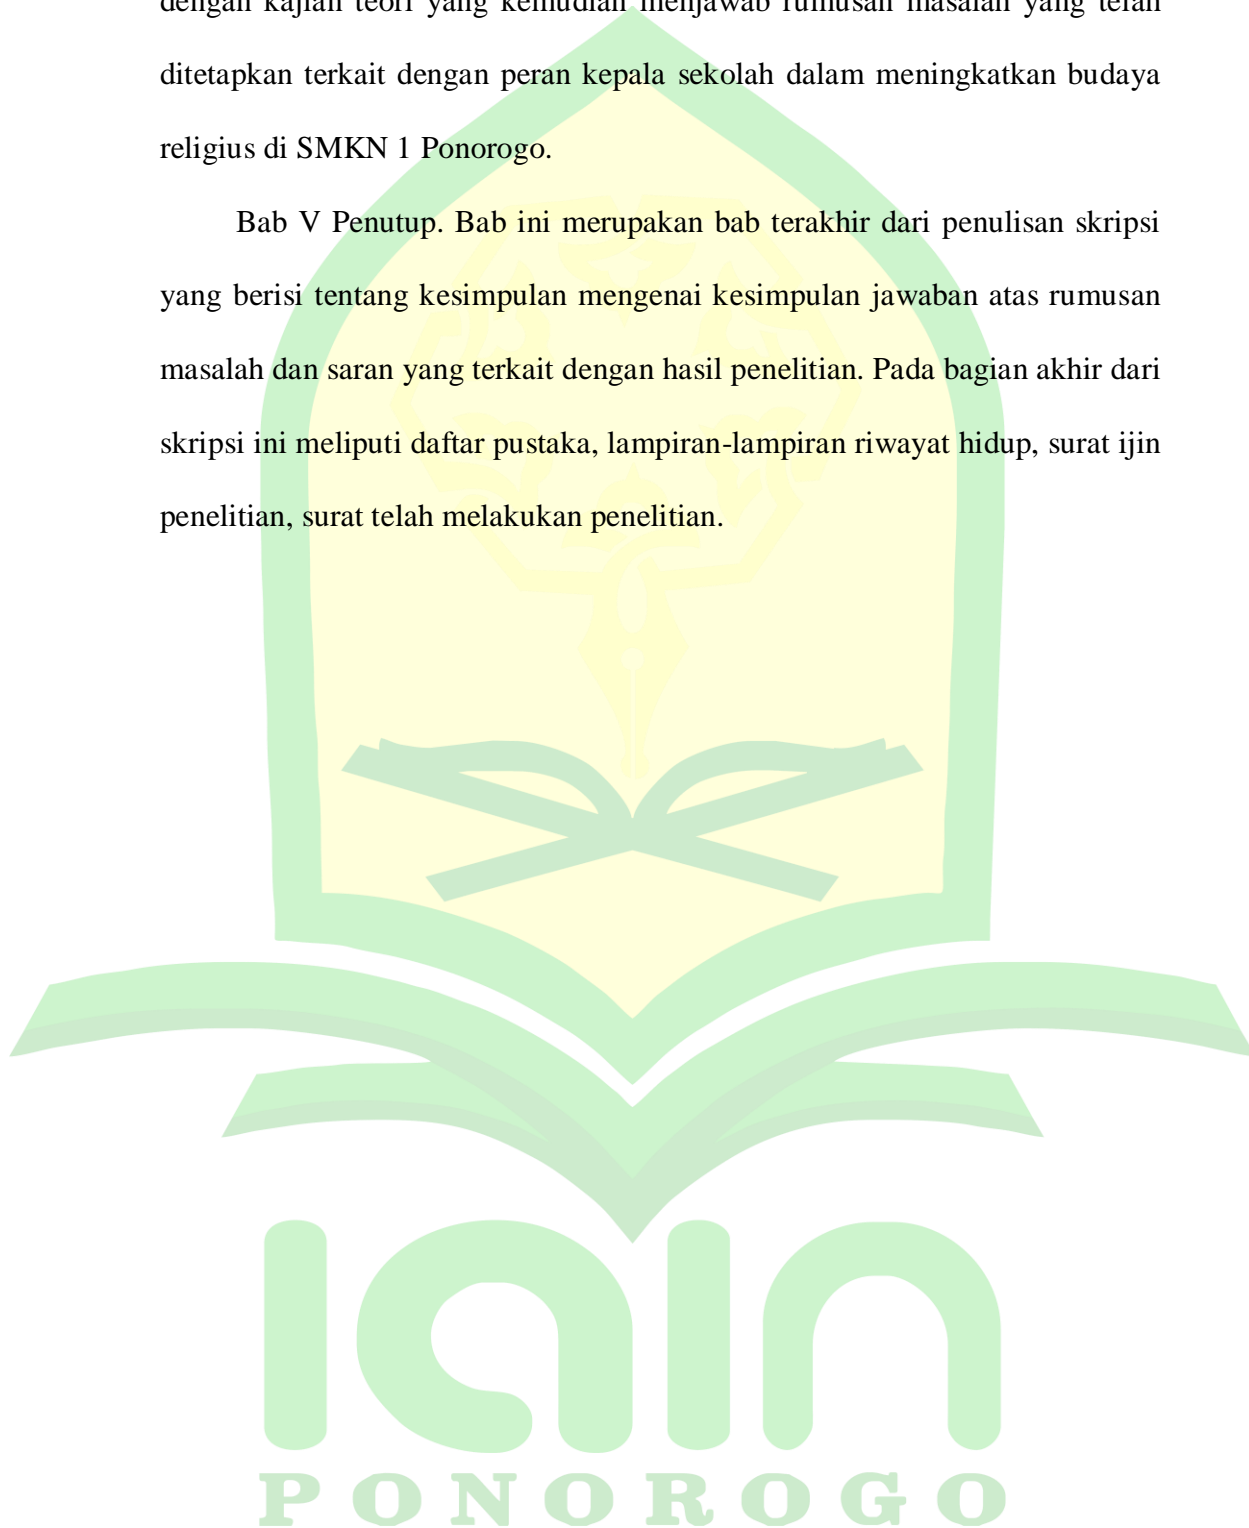 dengan kajian teori yang kemudian menjawab rumusan masalah yang telah
ditetapkan terkait dengan peran kepala sekolah dalam meningkatkan budaya
religius di SMKN 1 Ponorogo.
Bab V Penutup. Bab ini merupakan bab terakhir dari penulisan skripsi
yang berisi tentang kesimpulan mengenai kesimpulan jawaban atas rumusan
masalah dan saran yang terkait dengan hasil penelitian. Pada bagian akhir dari
skripsi ini meliputi daftar pustaka, lampiran-lampiran riwayat hidup, surat ijin
penelitian, surat telah melakukan penelitian.
iain
PONOROGO